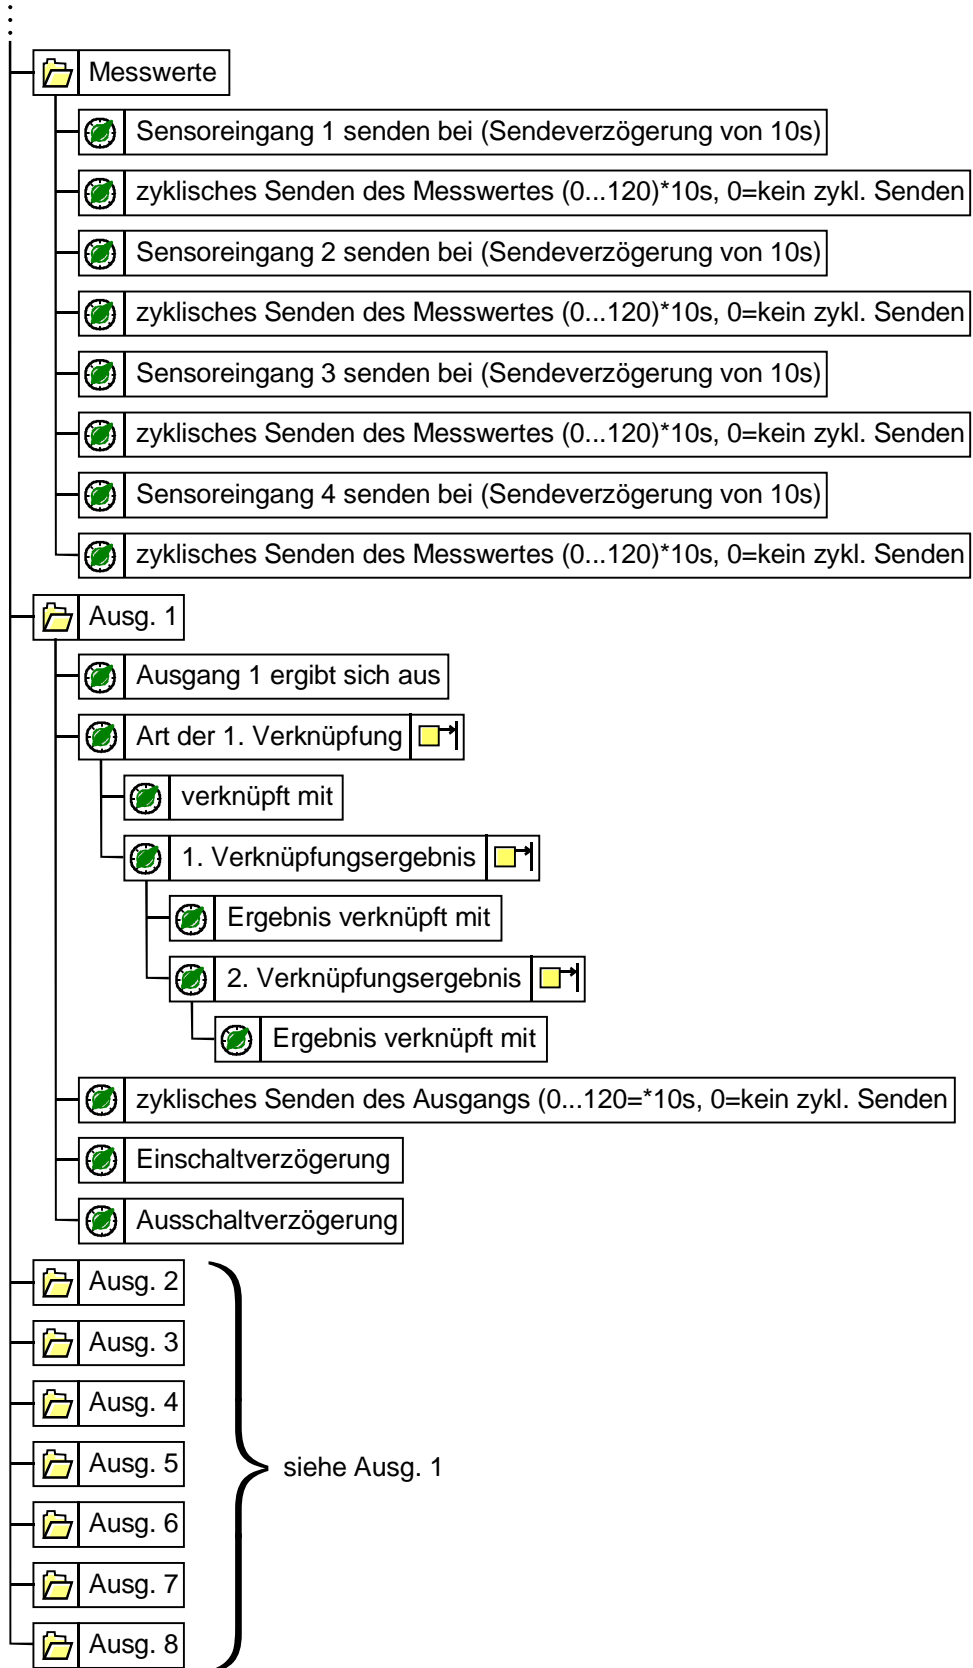 Messwerte
Sensoreingang 1 senden bei (Sendeverzögerung von 10s)
zyklisches Senden des Messwertes (0...120)*10s, 0=kein zykl. Senden
Sensoreingang 2 senden bei (Sendeverzögerung von 10s)
zyklisches Senden des Messwertes (0...120)*10s, 0=kein zykl. Senden
Sensoreingang 3 senden bei (Sendeverzögerung von 10s)
zyklisches Senden des Messwertes (0...120)*10s, 0=kein zykl. Senden
Sensoreingang 4 senden bei (Sendeverzögerung von 10s)
zyklisches Senden des Messwertes (0...120)*10s, 0=kein zykl. Senden
Ausg. 1
Ausgang 1 ergibt sich aus
Art der 1. Verknüpfung
verknüpft mit
1. Verknüpfungsergebnis
Ergebnis verknüpft mit
2. Verknüpfungsergebnis
Ergebnis verknüpft mit
zyklisches Senden des Ausgangs (0...120=*10s, 0=kein zykl. Senden
Einschaltverzögerung
Ausschaltverzögerung
Ausg. 2
Ausg. 3
Ausg. 4
Ausg. 5
siehe Ausg. 1
Ausg. 6
Ausg. 7
Ausg. 8